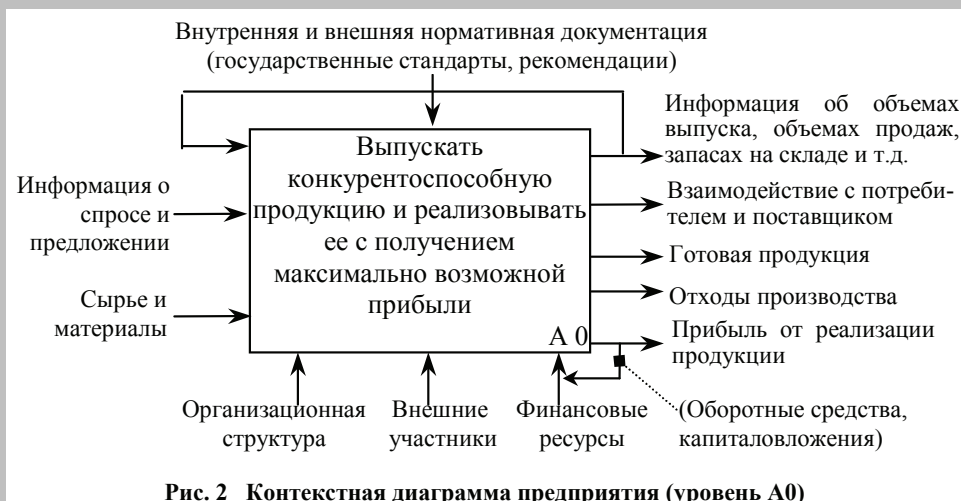 Внутренняя и внешняя нормативная документация
(государственные стандарты, рекомендации)
Информация о
спросе и
предложении
Сырье и
материалы
Выпускать
конкурентоспособную
продукцию и реализовывать
ее с получением
максимально возможной
прибыли
А 0
Информация об объемах
выпуска, объемах продаж,
запасах на складе и т.д.
Взаимодействие с потреби-
телем и поставщиком
Готовая продукция
Отходы производства
Прибыль от реализации
продукции
Организационная
структура
Внешние
участники
Финансовые
ресурсы
(Оборотные средства,
капиталовложения)
Рис. 2 Контекстная диаграмма предприятия (уровень А0)